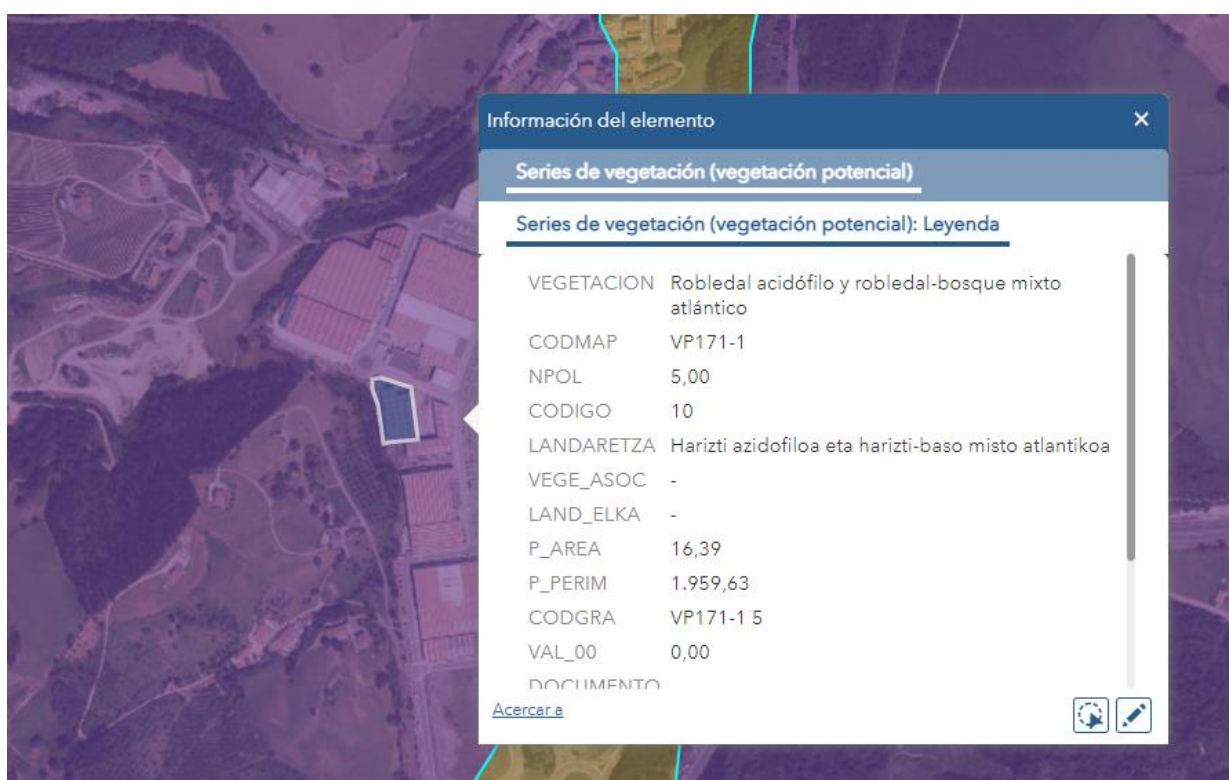 Información del elemento ×
Series de vegetación (vegetación potencial)
Series de vegetación (vegetación potencial): Leyenda
VEGETACION Robledal acidófilo y robledal-bosque mixto
atlántico
CODMAP VP171-1
NPOL 5,00
CODIGO 10
LANDARETZA Harizti azidofiloa eta harizti-baso misto atlantikoa
VEGE_ASOC -
LAND_ELKA -
P_AREA 16,39
P_PERIM 1.959,63
CODGRA VP171-1 5
VAL_00 0,00
DOCUMENTO
Acercar a